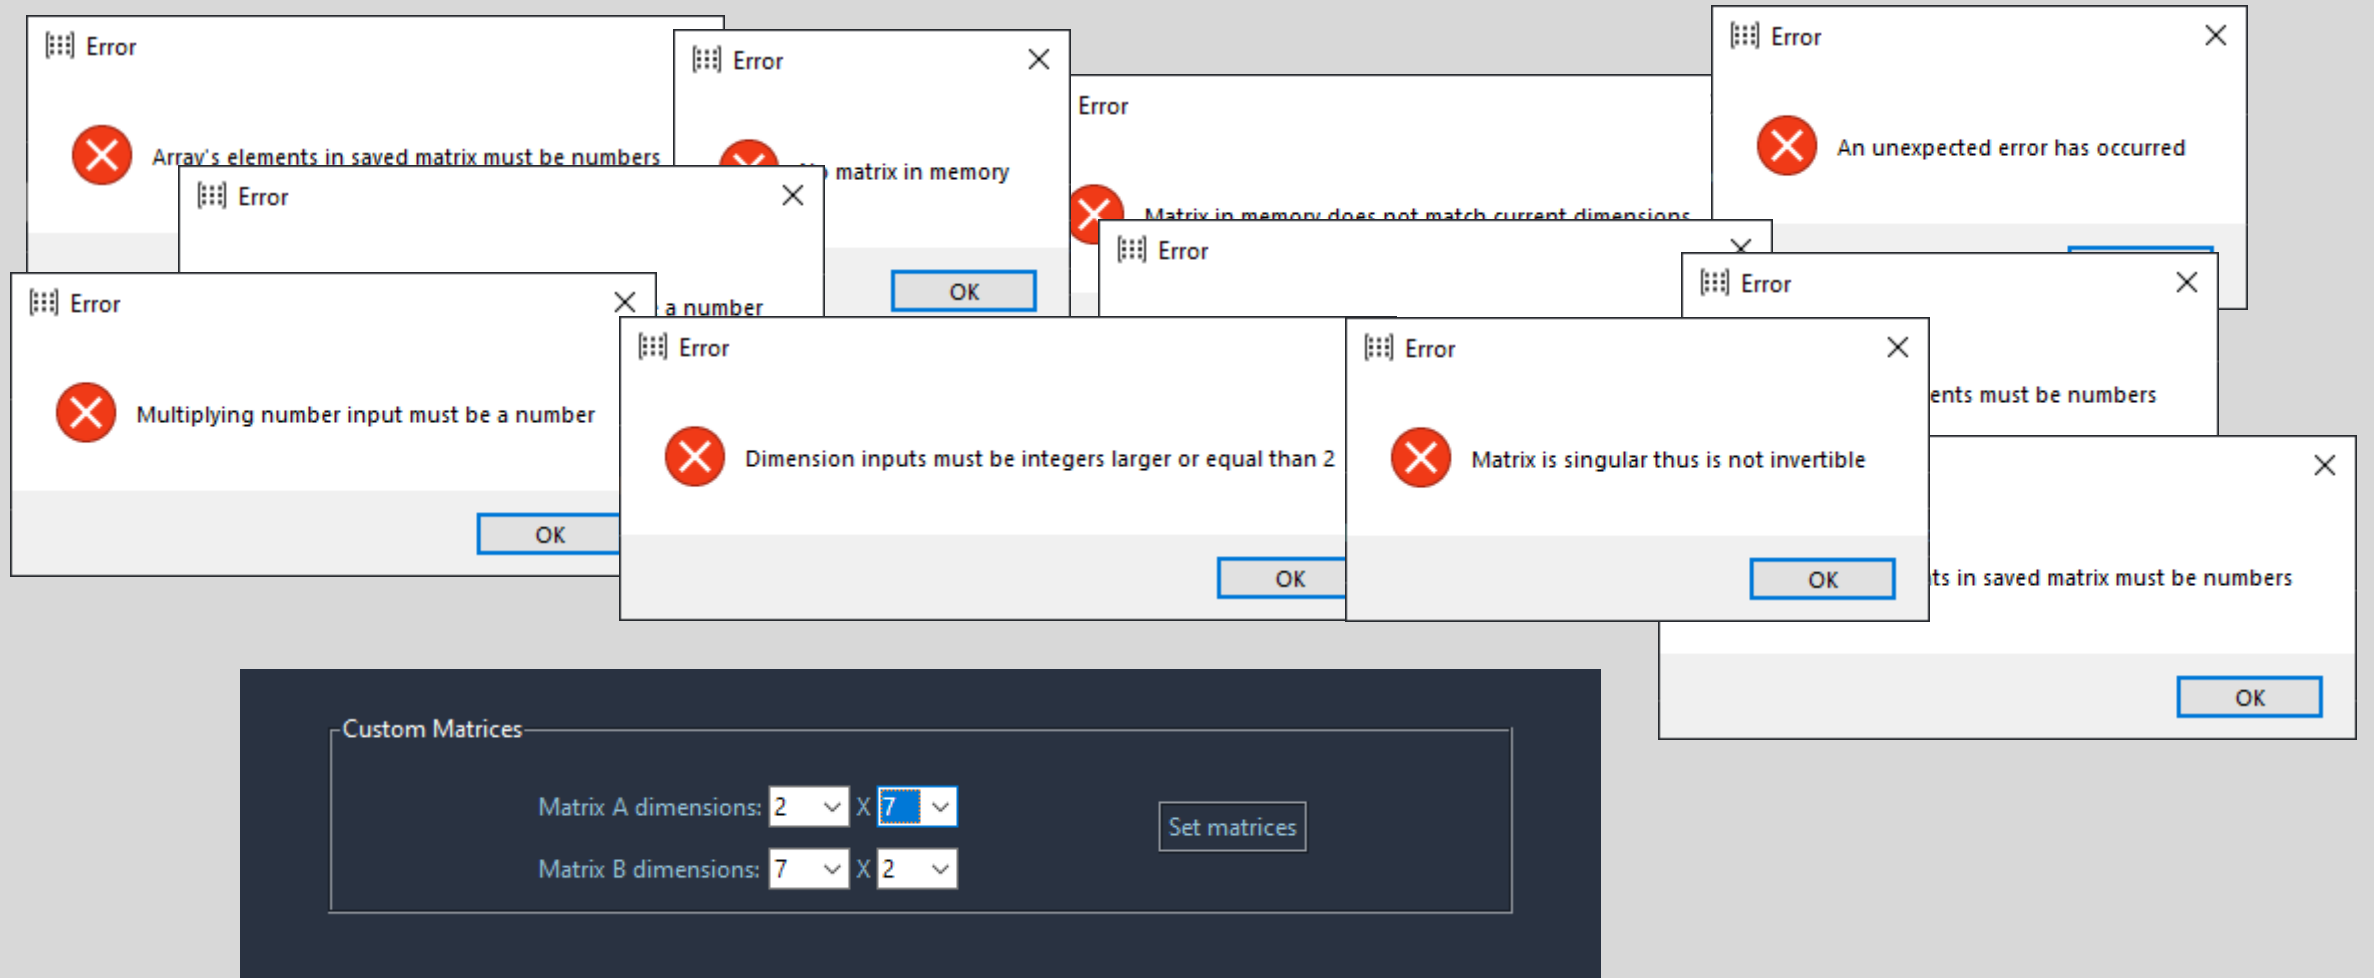 Error
Array's elements in saved matrix must be numbers
Error
matrix in memory
OK
Error
Matrix in memory does not match current dimensions
Error
An unexpected error has occurred
Error
a number
Error
Multiplying number input must be a number
OK
Error
Error
must be numbers
Error
Dimension inputs must be integers larger or equal than 2
OK
Error
Matrix is singular thus is not invertible
OK
in saved matrix must be numbers
OK
Custom Matrices
Matrix A dimensions: 2 X 7
Set matrices
Matrix B dimensions: 7 X 2